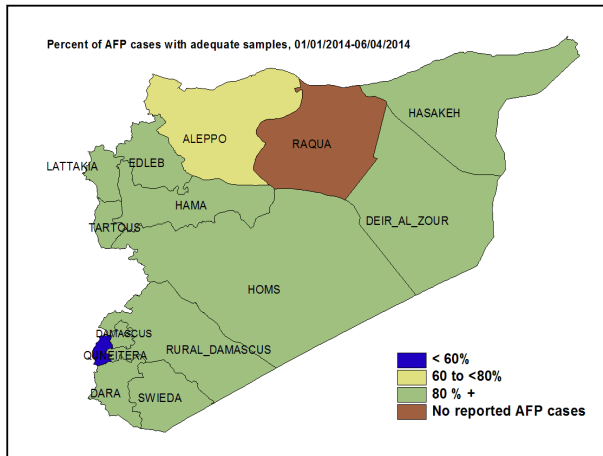 Percent of AFP cases with adequate samples, 01/01/2014-06/04/2014
HASAKEH
ALEPPO
RAQUA
EDLEB
LATTAKIA
HAMA
DEIR_AL_ZOUR
TARTOUS
HOMS
DAMASCUS
QUNEITERA
RURAL_DAMASCUS
DARA
SWIEDA
< 60%
60 to <80%
80 % +
No reported AFP cases